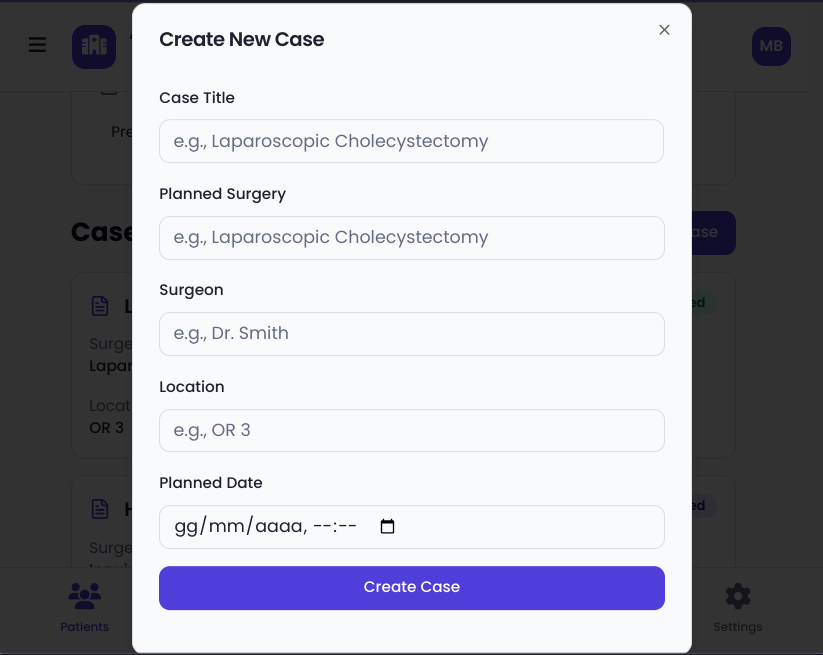 Create New Case
MB
Case Title
Pre
e.g., Laparoscopic Cholecystectomy
Planned Surgery
e.g., Laparoscopic Cholecystectomy
Case
ase
Surgeon
L
ed
e.g., Dr. Smith
Surge
Lapar
Location
Locat
OR 3
e.g., OR 3
Planned Date
H
ed
gg/mm/aaaa, --:--
Surge
Create Case
Patients
Settings